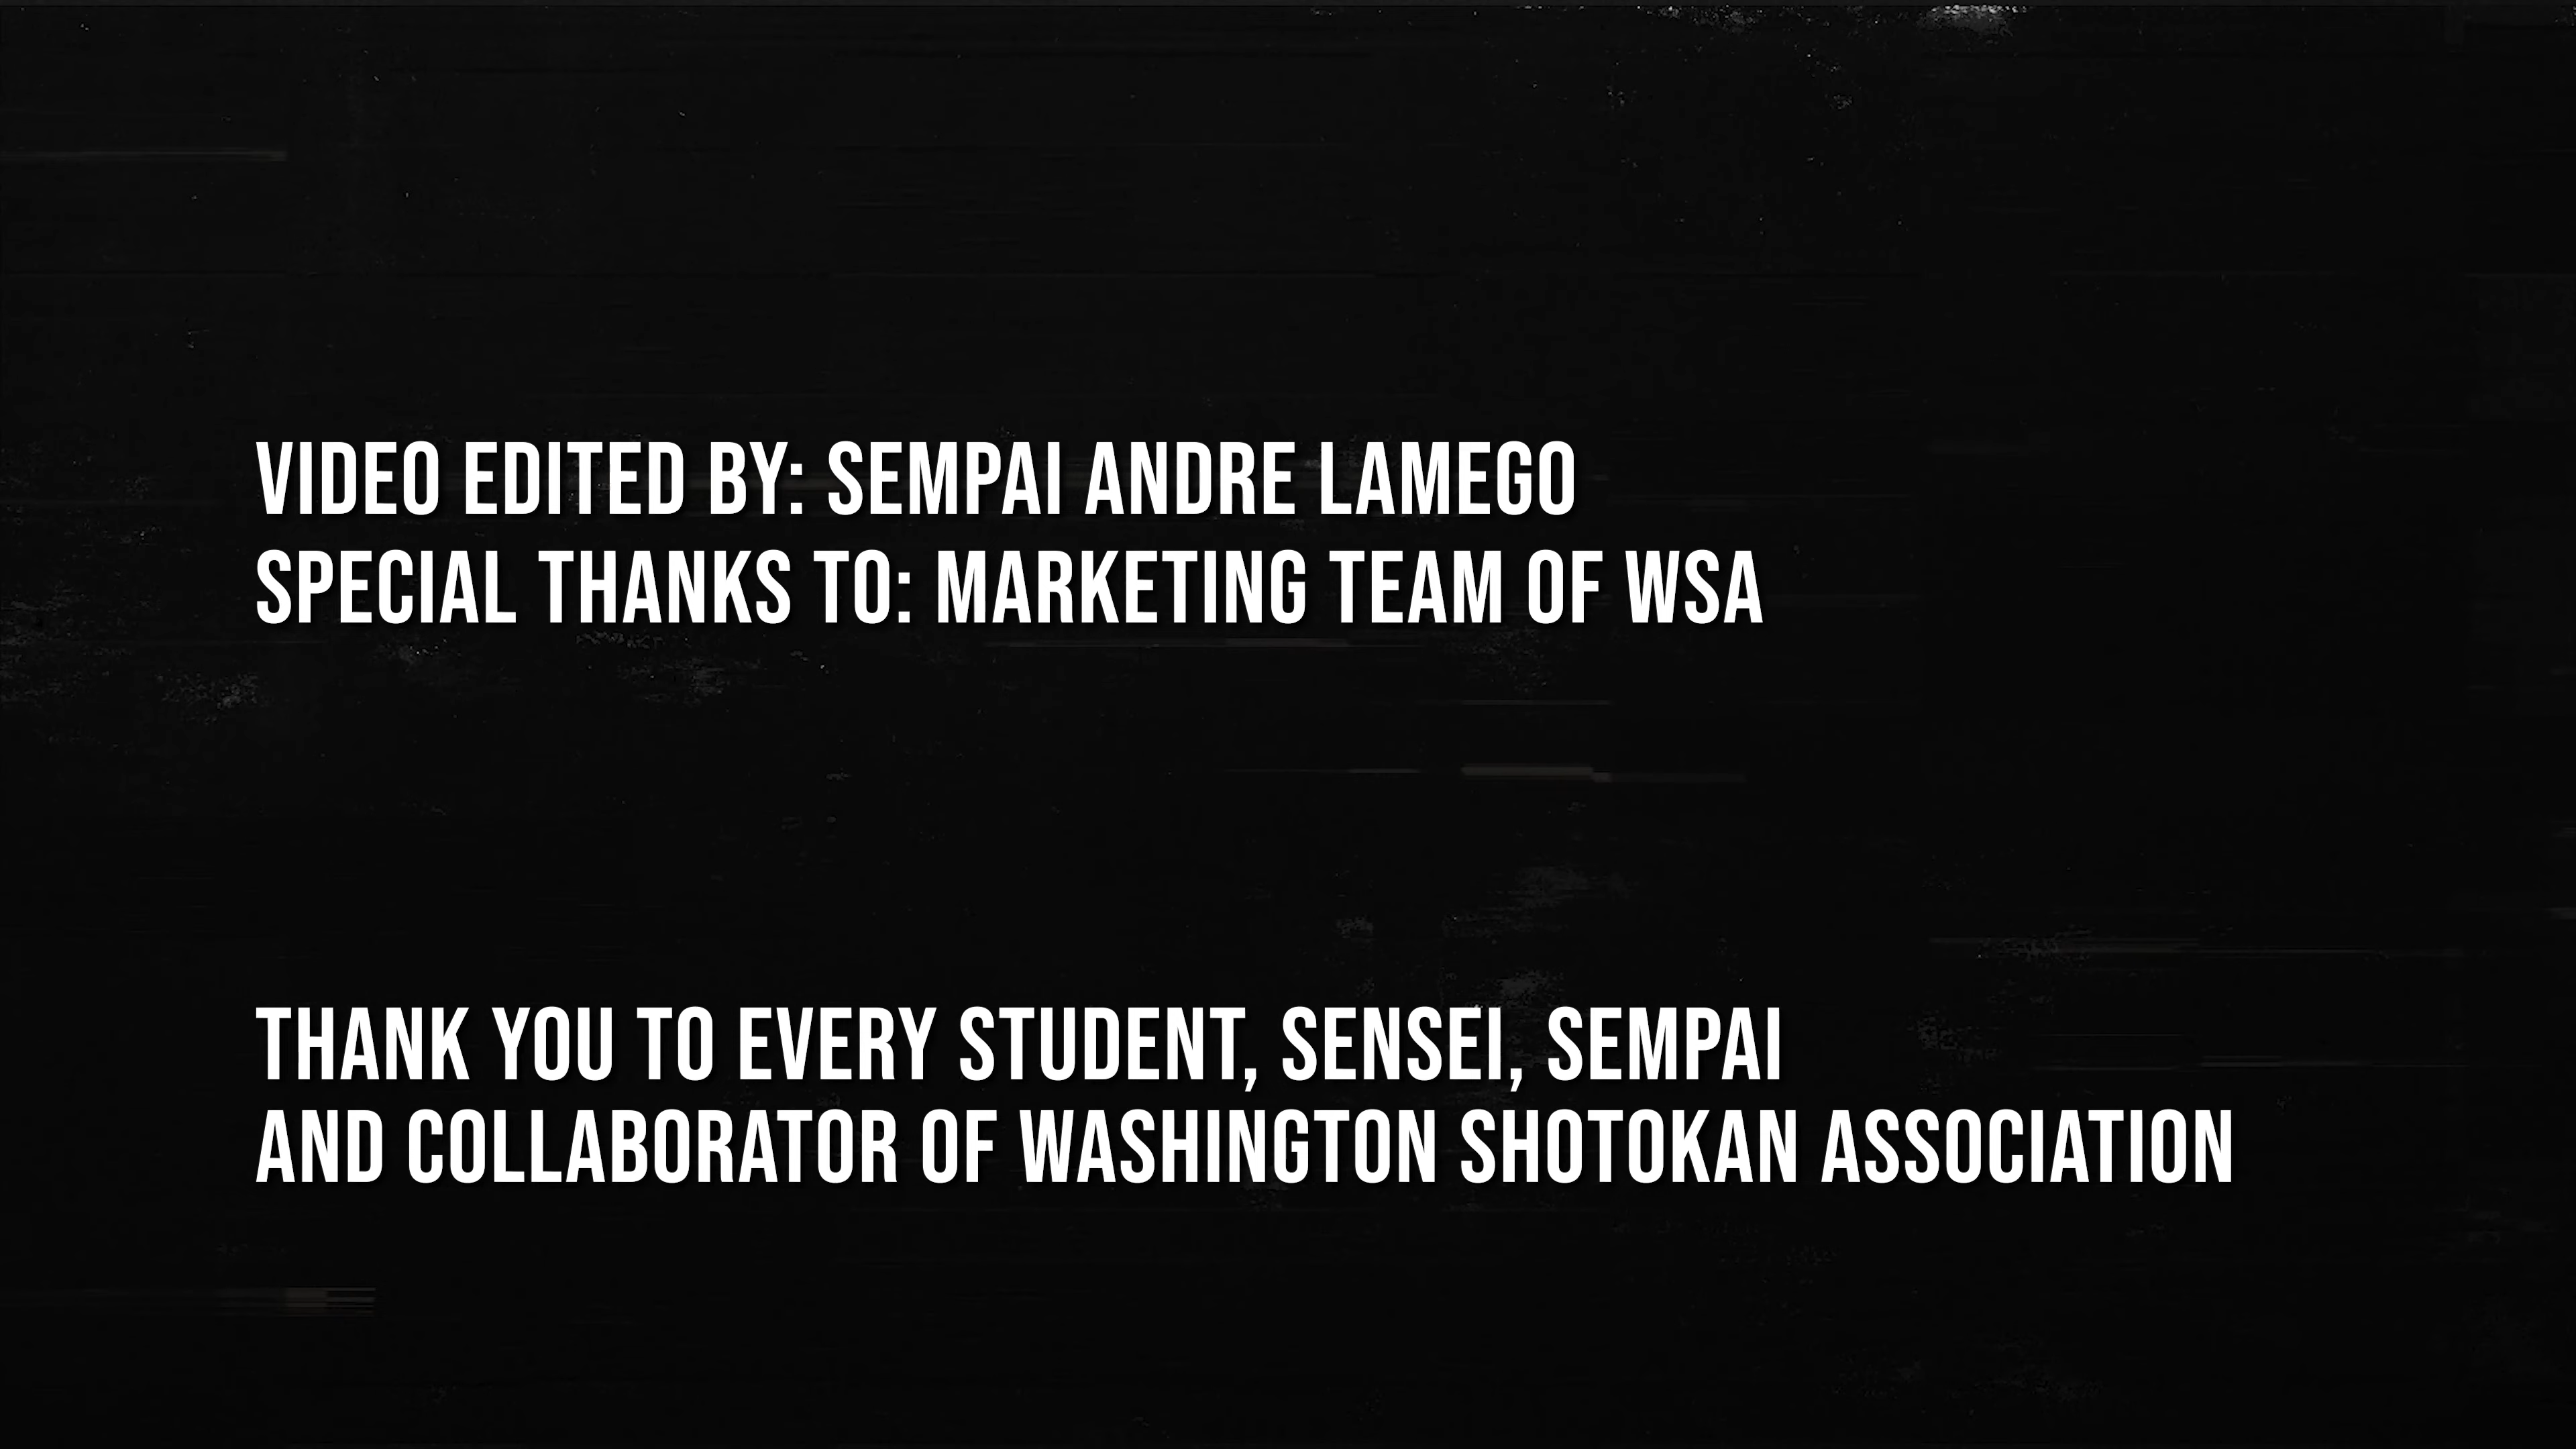 VIDEO EDITED BY: SEMPAI ANDRE LAMEGO
SPECIAL THANKS TO: MARKETING TEAM OF WSA
THANK YOU TO EVERY STUDENT, SENSEI, SEMPAI
AND COLLABORATOR OF WASHINGTON SHOTOKAN ASSOCIATION